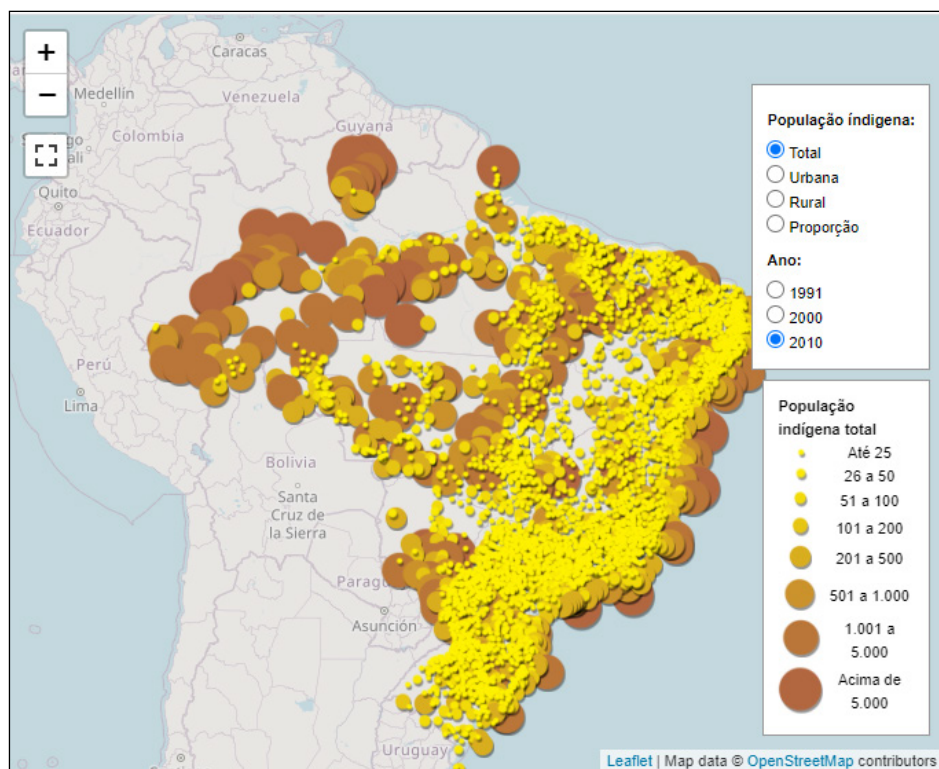 +
−
Caracas
Medellín
Venezuela
Colombia
Guyana
Quito
Ecuador
Perú
Lima
Bolivia
Santa
Cruz de
la Sierra
Asunción
Uruguay
População índigena:
Total
Urbana
Rural
Proporção
Ano:
1991
2000
2010
População
indígena total
Até 25
26 a 50
51 a 100
101 a 200
201 a 500
501 a 1.000
1.001 a
5.000
Acima de
5.000
Leaflet | Map data © OpenStreetMap contributors